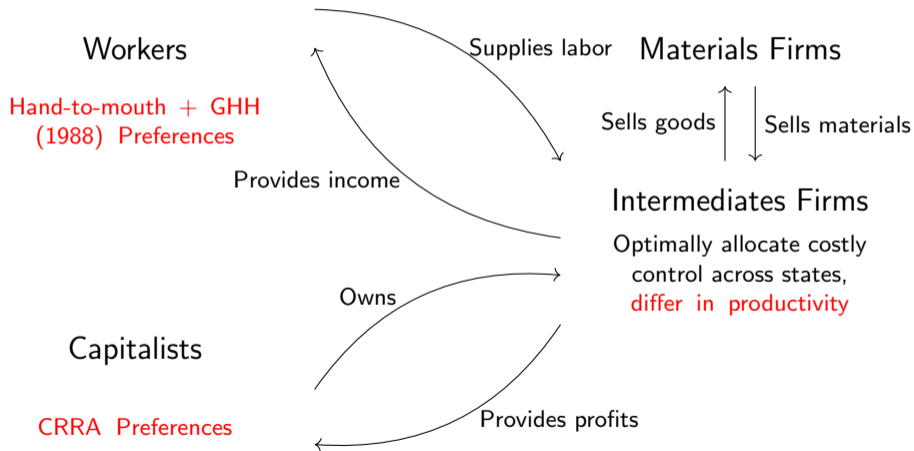 Workers
Hand-to-mouth + GHH
(1988) Preferences
Supplies labor
Provides income
Materials Firms
Sells goods
Sells materials
Intermediates Firms
Optimally allocate costly
control across states,
differ in productivity
Owns
Capitalists
CRRA Preferences
Provides profits